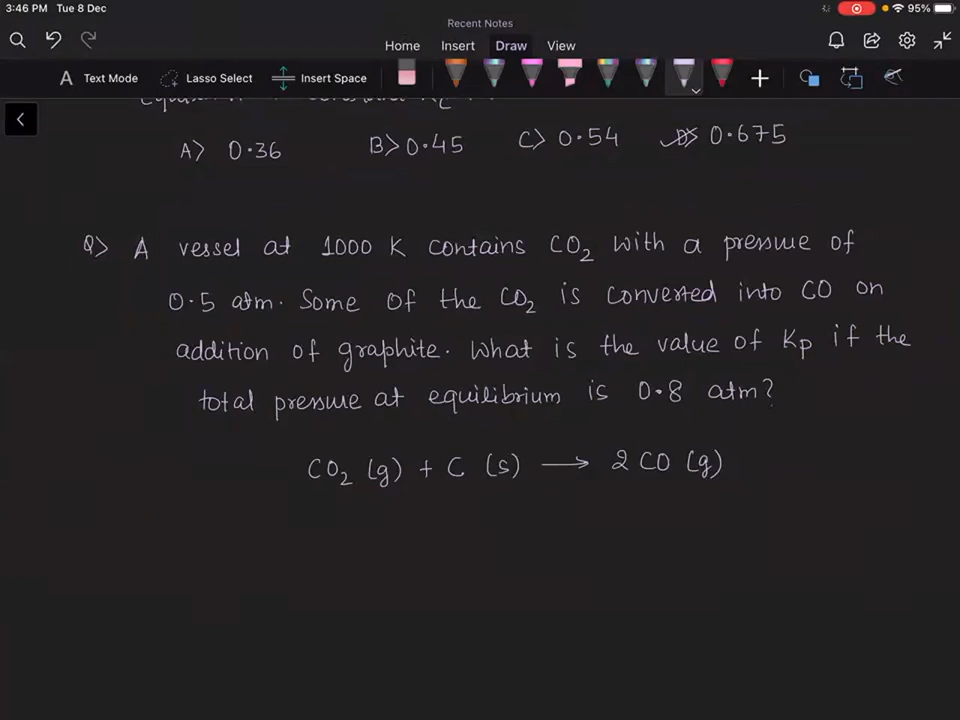 3:46 PM Tue 8 Dec
95%
Recent Notes
Home Insert Draw View
A Text Mode Lasso Select Insert Space
A> 0.36 B> 0.45 C> 0.54 D> 0.675
Q> A vessel at 1000 K contains CO₂ with a pressure of
0.5 atm. Some of the CO₂ is converted into CO on
addition of graphite. What is the value of Kp if the
total pressure at equilibrium is 0.8 atm?
CO₂ (g) + C (s) ⟶ 2 CO (g)